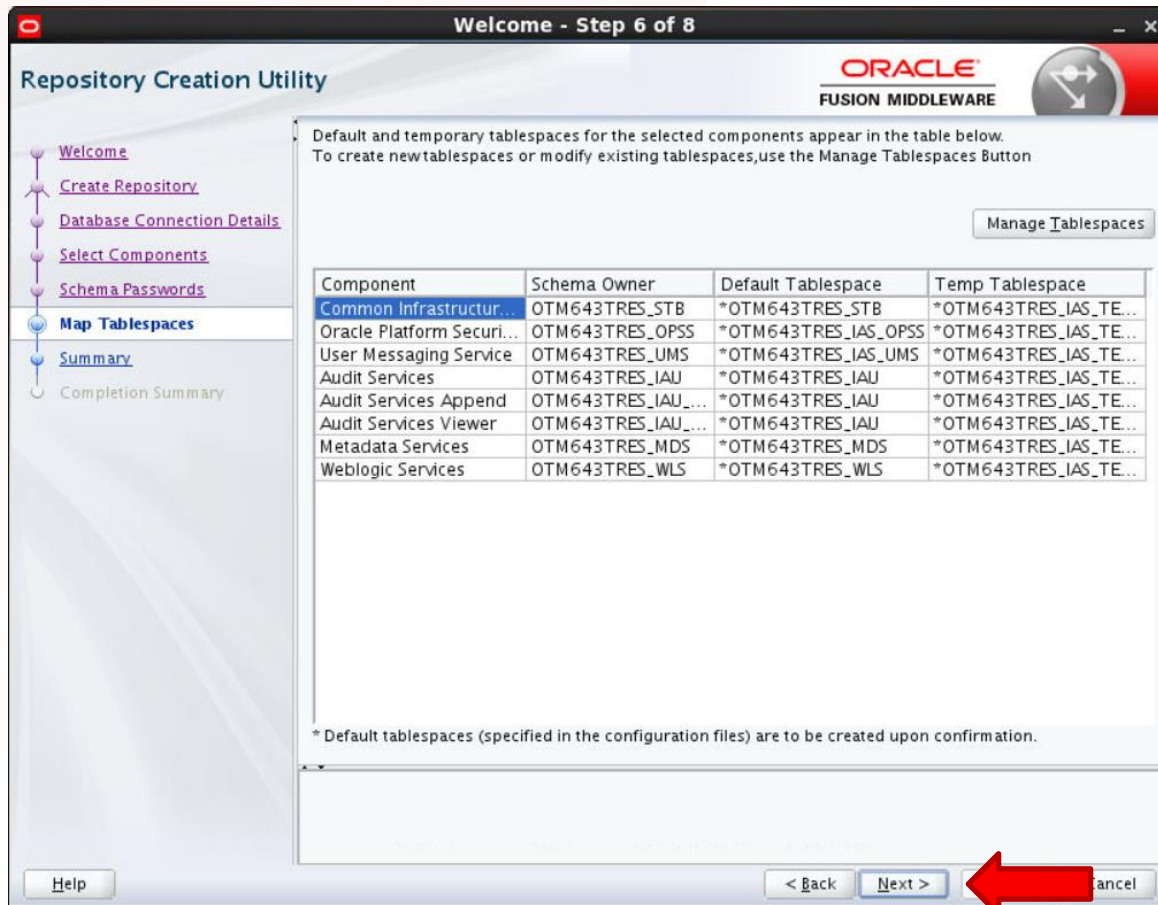 Welcome - Step 6 of 8
Repository Creation Utility
ORACLE
FUSION MIDDLEWARE
Welcome
Create Repository
Database Connection Details
Select Components
Schema Passwords
Map Tablespaces
Summary
Completion Summary
Default and temporary tablespaces for the selected components appear in the table below.
To create new tablespaces or modify existing tablespaces,use the Manage Tablespaces Button
Manage Tablespaces
Component Schema Owner Default Tablespace Temp Tablespace
Common Infrastructur... OTM643TRES_STB *OTM643TRES_STB *OTM643TRES_IAS_TE...
Oracle Platform Securi... OTM643TRES_OPSS *OTM643TRES_IAS_OPSS *OTM643TRES_IAS_TE...
User Messaging Service OTM643TRES_UMS *OTM643TRES_IAS_UMS *OTM643TRES_IAS_TE...
Audit Services OTM643TRES_IAU *OTM643TRES_IAU *OTM643TRES_IAS_TE...
Audit Services Append OTM643TRES_IAU_... *OTM643TRES_IAU *OTM643TRES_IAS_TE...
Audit Services Viewer OTM643TRES_IAU_... *OTM643TRES_IAU *OTM643TRES_IAS_TE...
Metadata Services OTM643TRES_MDS *OTM643TRES_MDS *OTM643TRES_IAS_TE...
Weblogic Services OTM643TRES_WLS *OTM643TRES_WLS *OTM643TRES_IAS_TE...
* Default tablespaces (specified in the configuration files) are to be created upon confirmation.
Help < Back Next > ancel